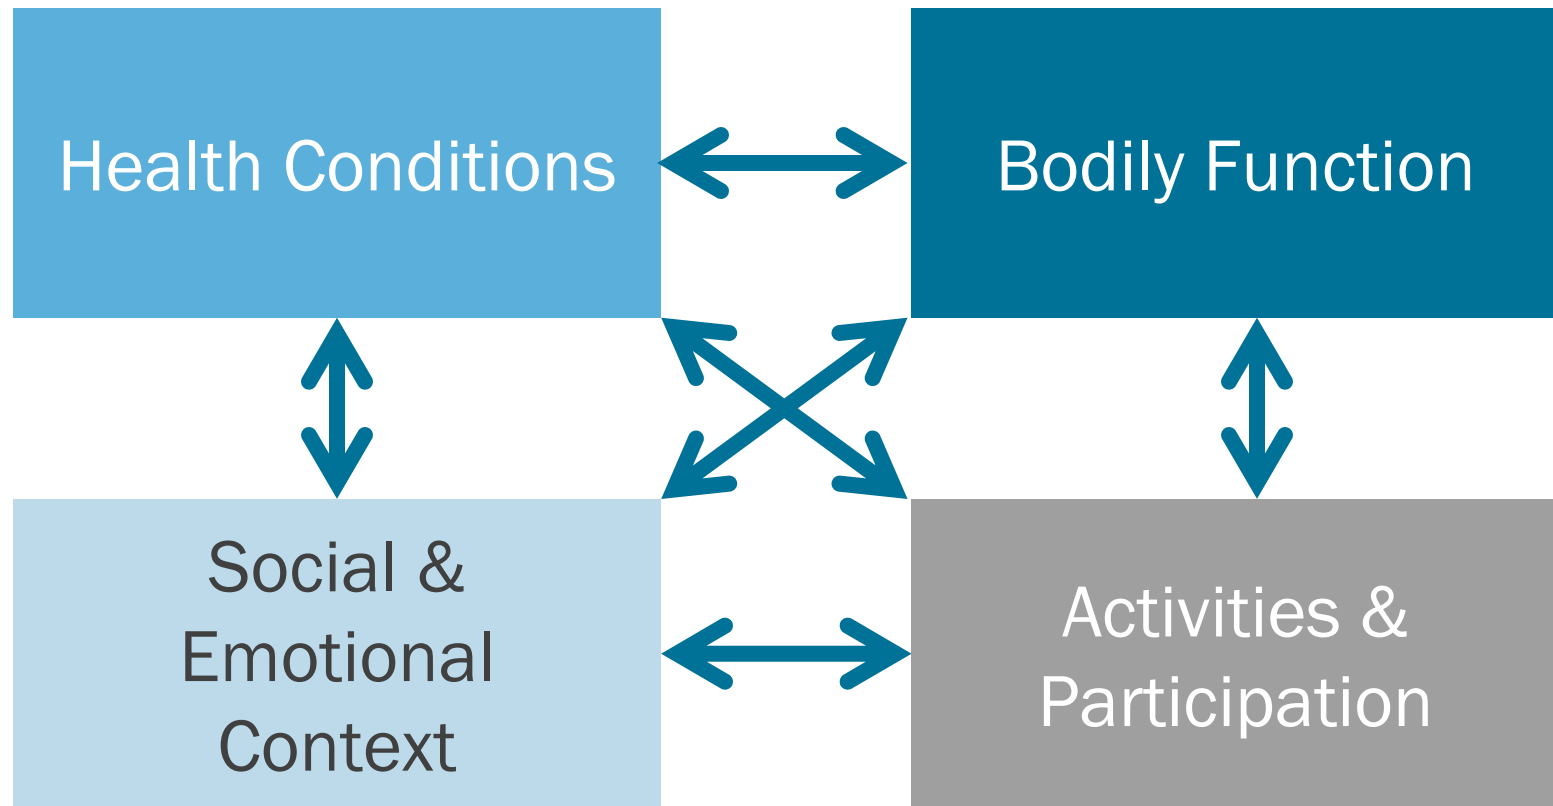 Health Conditions
Bodily Function
Social &
Emotional
Context
Activities &
Participation